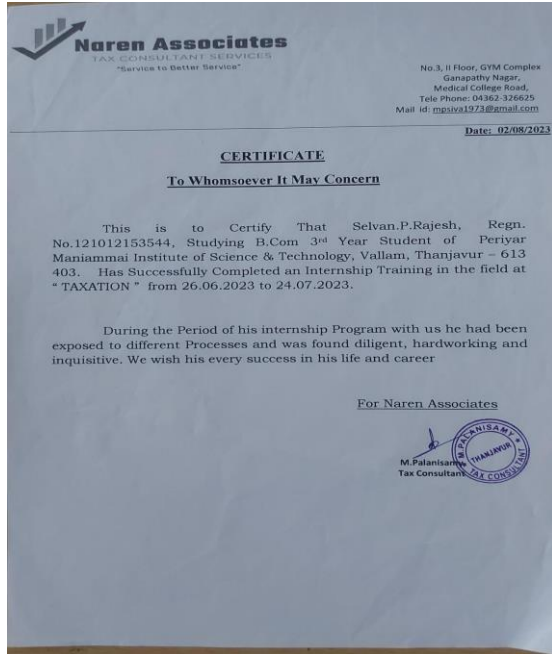 Naren Associates
TAX CONSULTANT SERVICES
"Service to Better Service"
No.3, II Floor, GYM Complex
Ganapathy Nagar,
Medical College Road,
Tele Phone: 04362-326625
Mail id: mpsiva1973@gmail.com
Date: 02/08/2023
CERTIFICATE
To Whomsoever It May Concern
This is to Certify That Selvan.P.Rajesh, Regn.
No.121012153544, Studying B.Com 3rd Year Student of Periyar
Maniammai Institute of Science & Technology, Vallam, Thanjavur – 613
403. Has Successfully Completed an Internship Training in the field at
“ TAXATION ” from 26.06.2023 to 24.07.2023.
During the Period of his internship Program with us he had been
exposed to different Processes and was found diligent, hardworking and
inquisitive. We wish his every success in his life and career
For Naren Associates
M.Palanisamy
Tax Consultant
M.PALANISAMY
THANJAVUR
TAX CONSULTANT